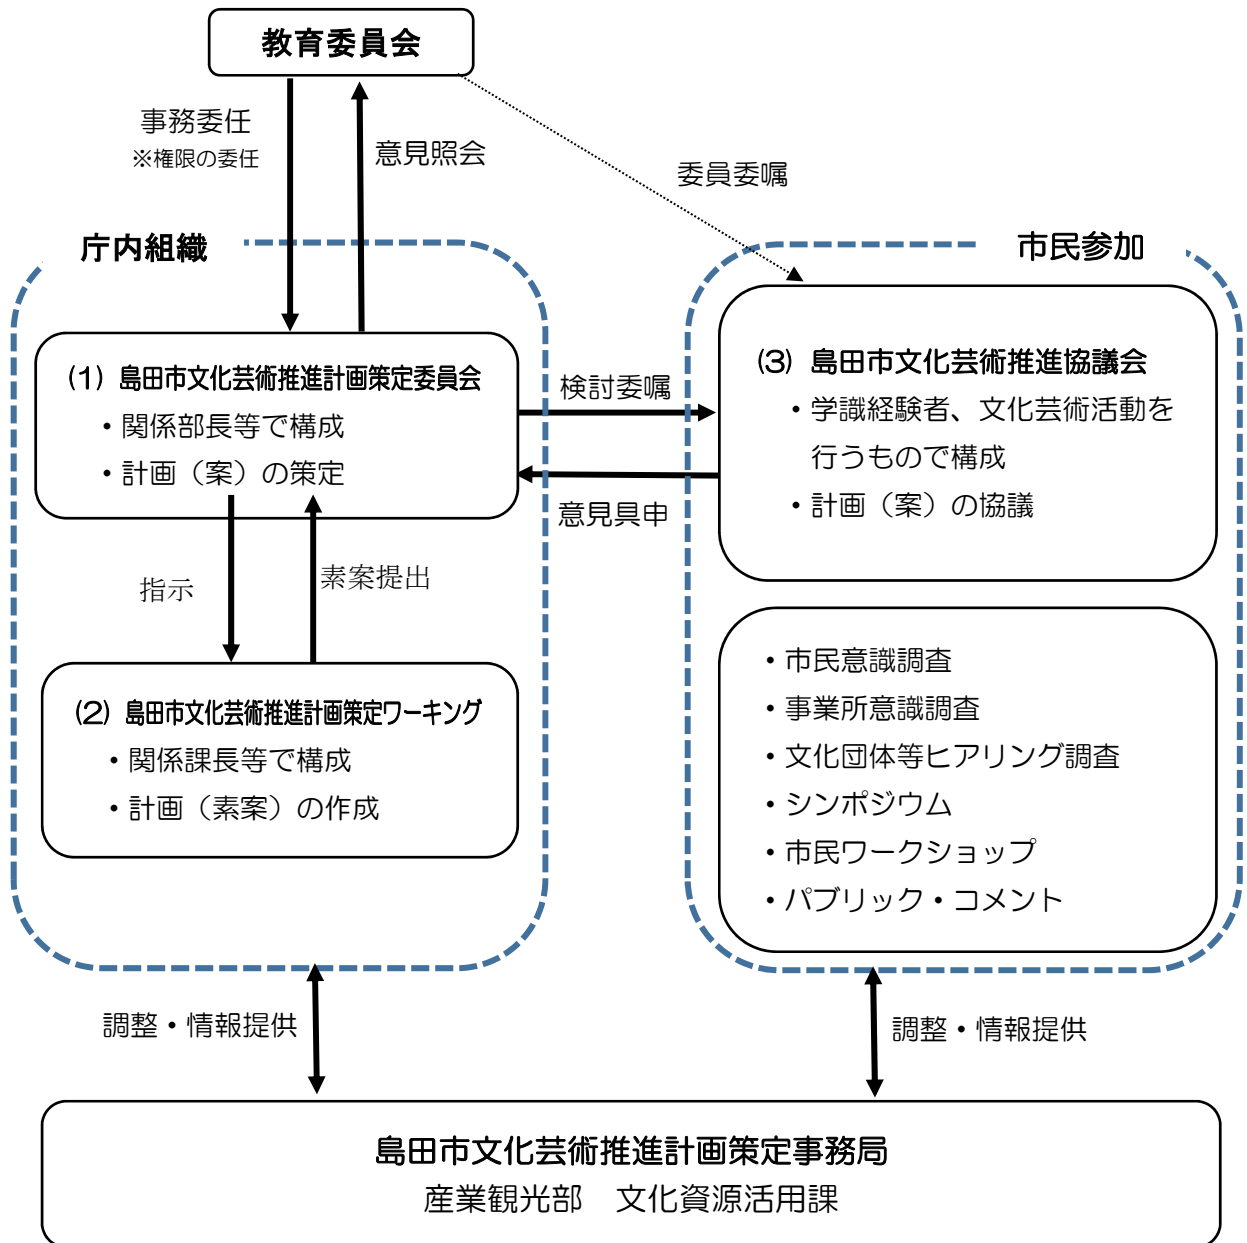 教育委員会
事務委任
※権限の委任
意見照会
委員委嘱
庁内組織
市民参加
(1) 島田市文化芸術推進計画策定委員会
・関係部長等で構成
・計画（案）の策定
検討委嘱
意見具申
(3) 島田市文化芸術推進協議会
・学識経験者、文化芸術活動を
行うもので構成
・計画（案）の協議
指示
素案提出
(2) 島田市文化芸術推進計画策定ワーキング
・関係課長等で構成
・計画（素案）の作成
・市民意識調査
・事業所意識調査
・文化団体等ヒアリング調査
・シンポジウム
・市民ワークショップ
・パブリック・コメント
調整・情報提供
調整・情報提供
島田市文化芸術推進計画策定事務局
産業観光部　文化資源活用課